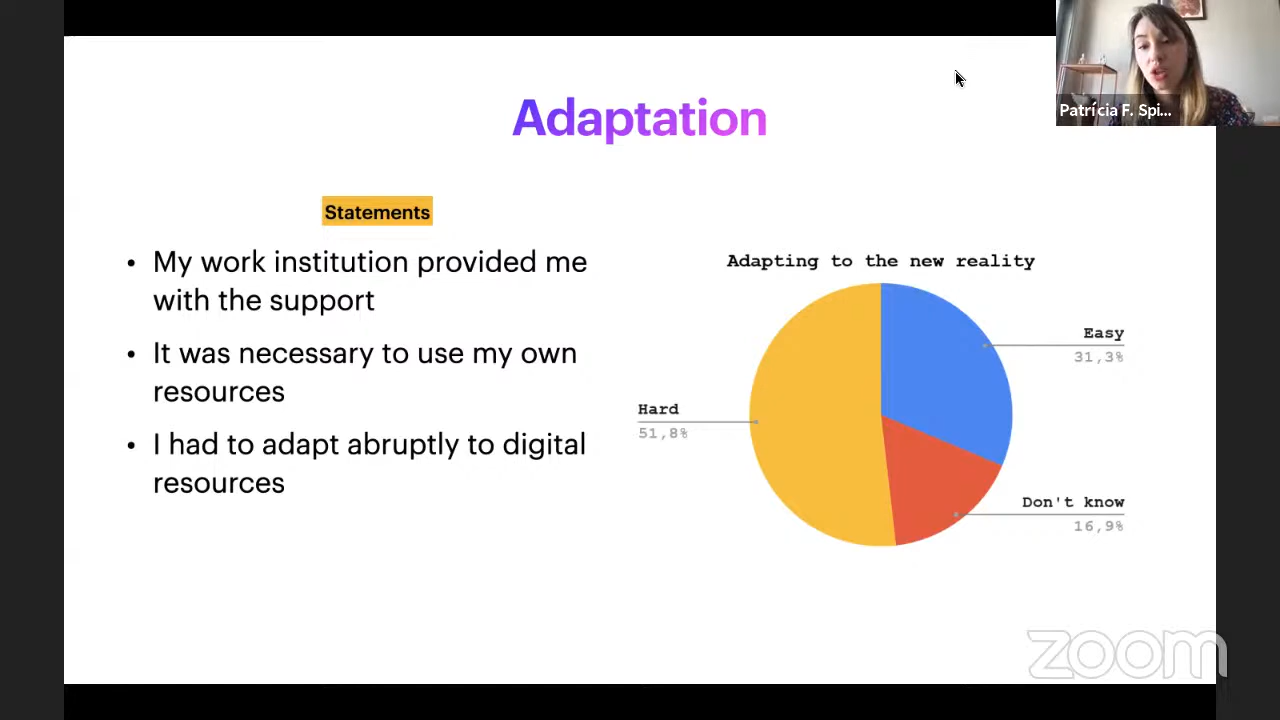 Adaptation
Patrícia F. Spi...
Statements
• My work institution provided me
with the support
• It was necessary to use my own
resources
• I had to adapt abruptly to digital
resources
Adapting to the new reality
Easy
31,3%
Hard
51,8%
Don't know
16,9%
zoom